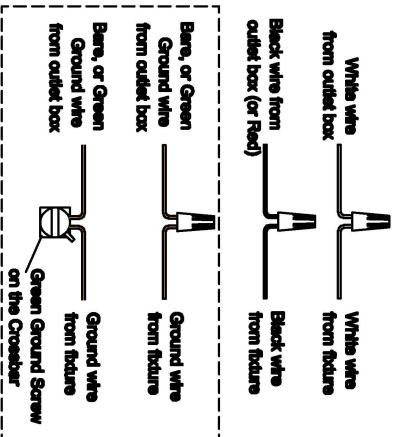 White wire
from outlet box
White wire
from fixture
Black wire from
outlet box (or Red)
Black wire
from fixture
Bare, or Green
Ground wire
from outlet box
Ground wire
from fixture
Bare, or Green
Ground wire
from outlet box
Ground wire
from fixture
Green Ground Screw
on the Crossbar